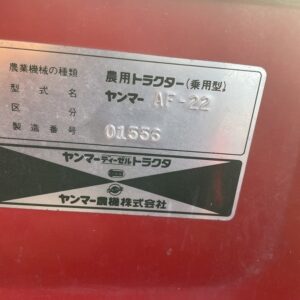 農業機械の種類 農用トラクター(乗用型)
型式名 ヤンマー AF-22
区分
製造番号 01556
ヤンマーディーゼルトラクタ
ヤンマー農機株式会社